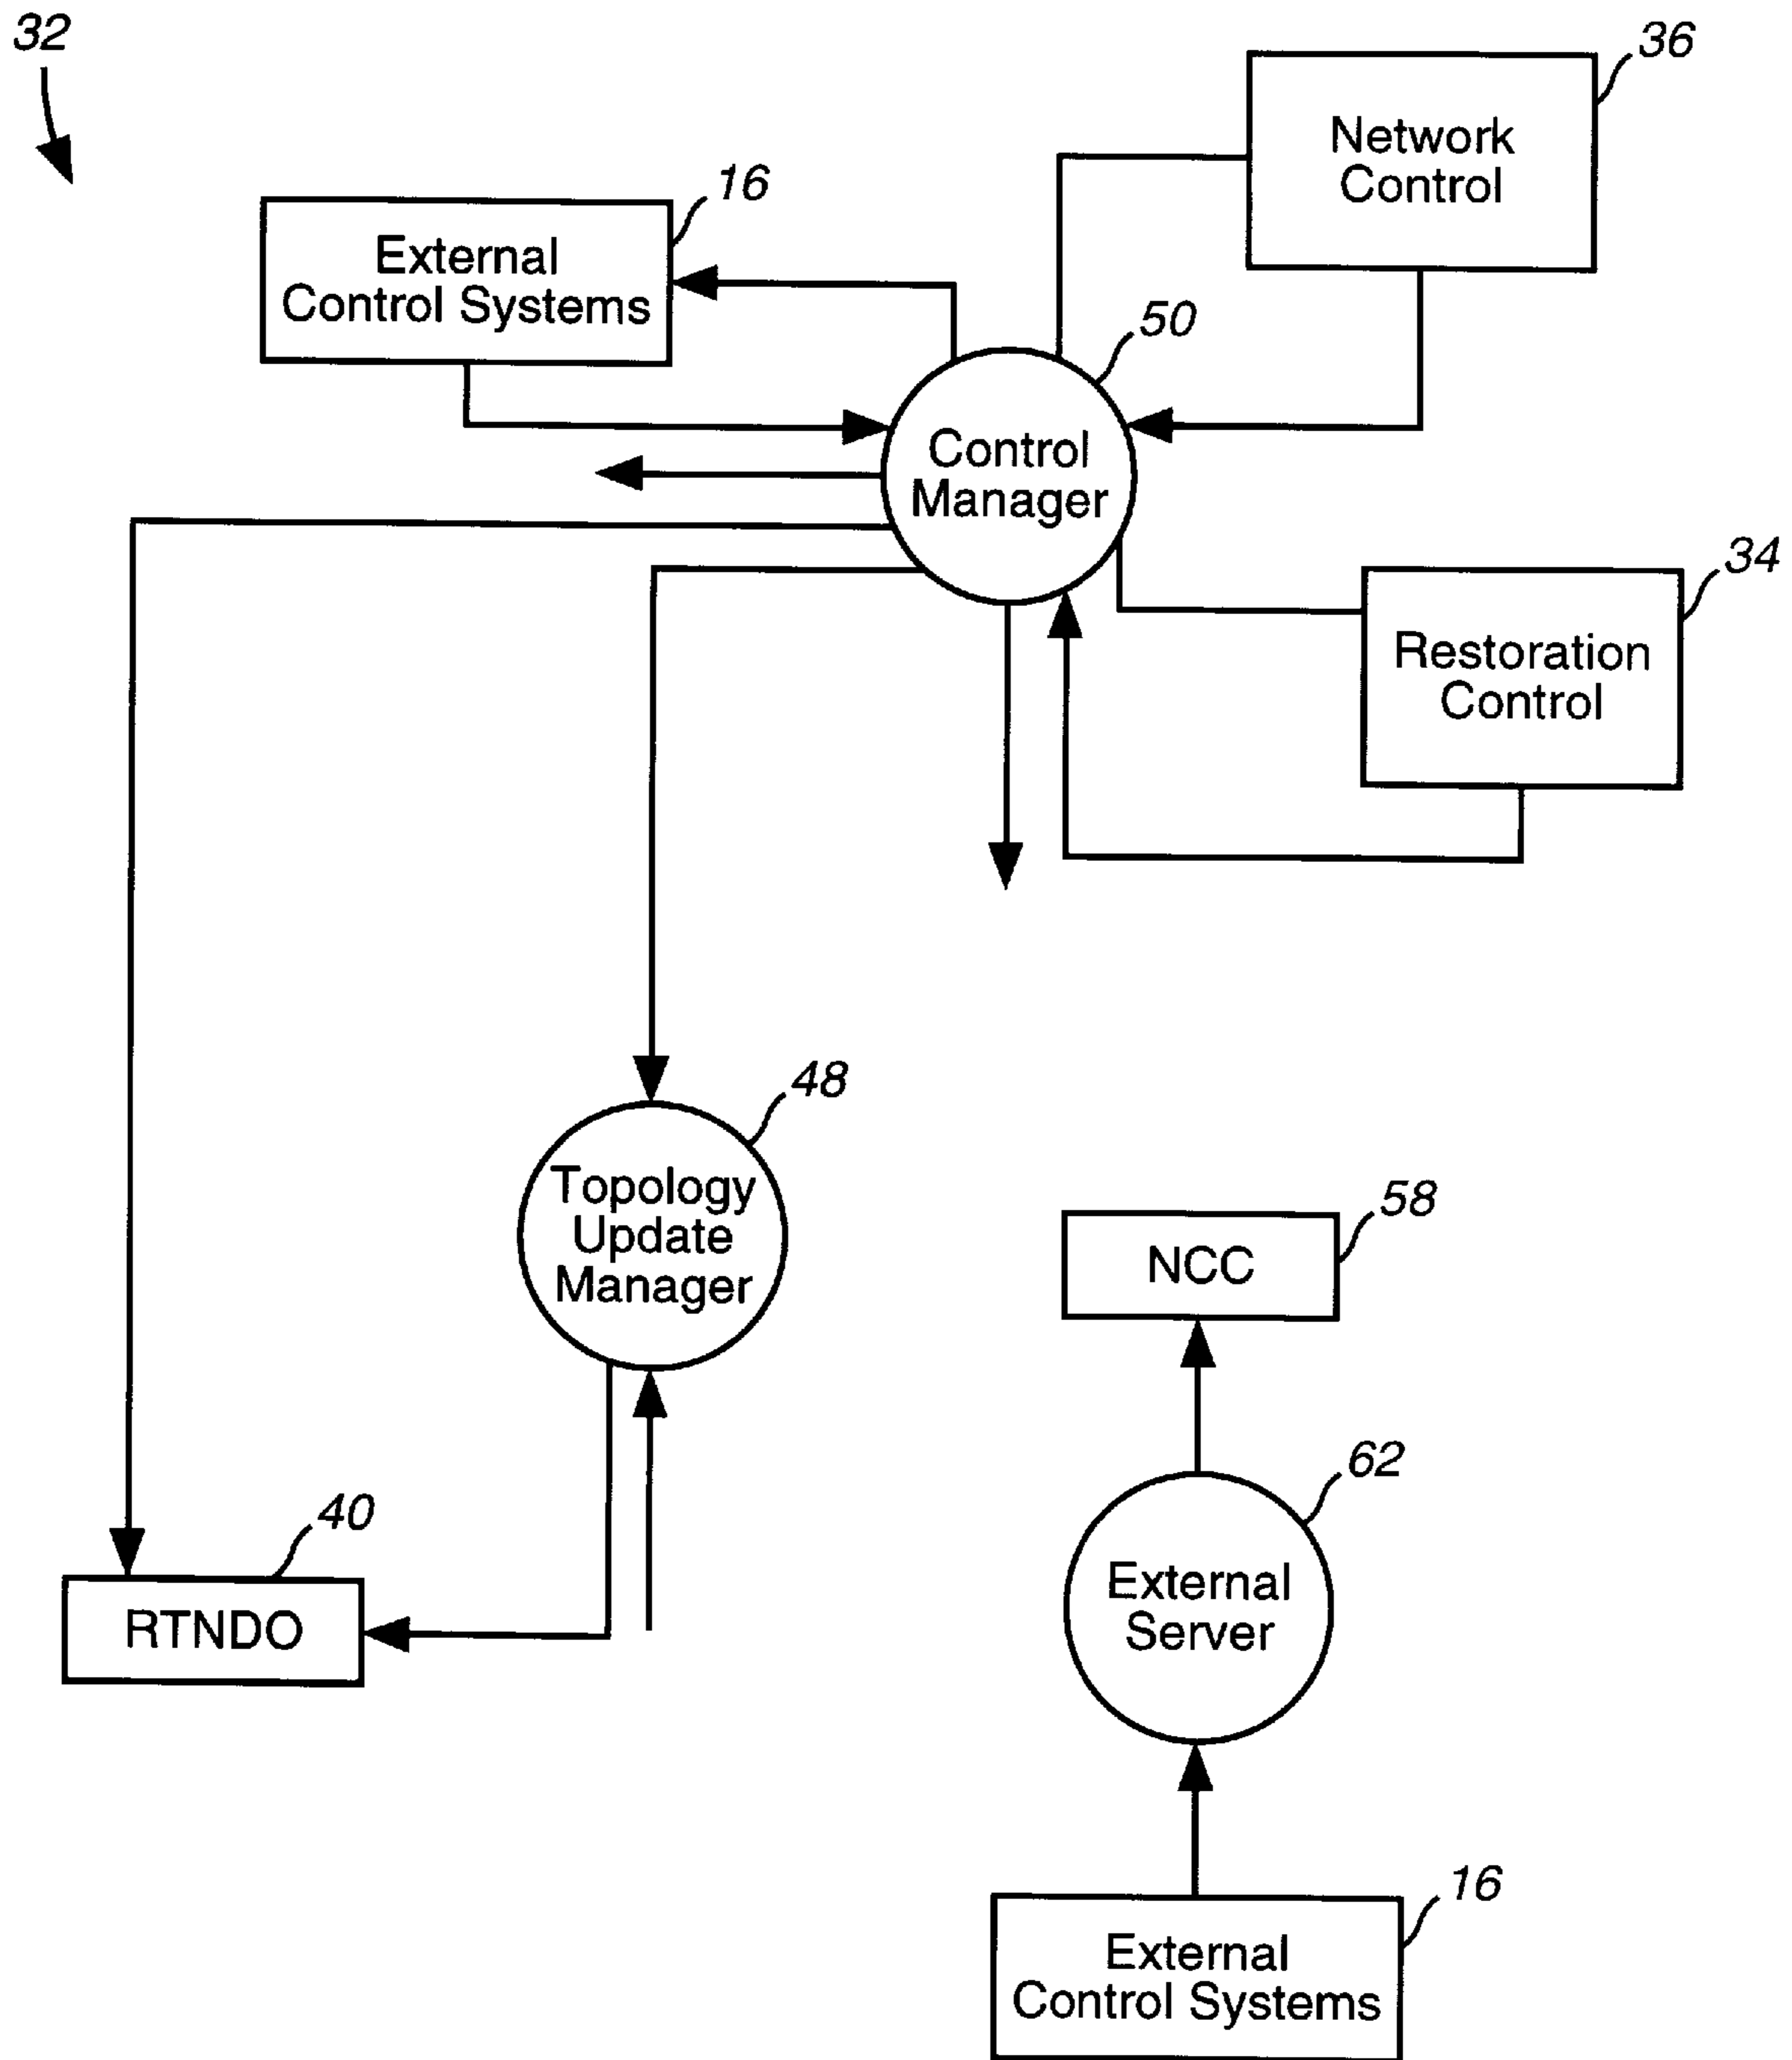 32
36
Network
Control
16
External
Control Systems
50
Control
Manager
34
Restoration
Control
48
Topology
Update
Manager
58
NCC
62
External
Server
40
RTNDO
16
External
Control Systems